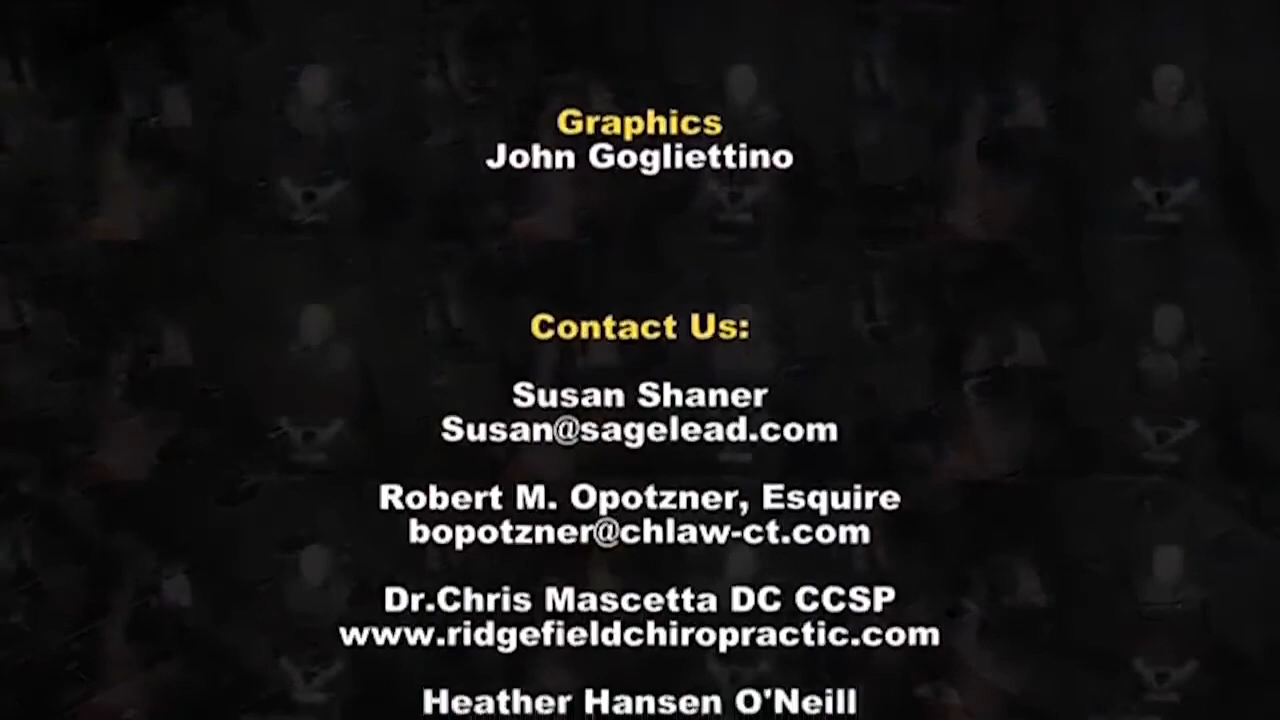 Graphics
John Gogliettino
Contact Us:
Susan Shaner
Susan@sagelead.com
Robert M. Opotzner, Esquire
bopotzner@chlaw-ct.com
Dr.Chris Mascetta DC CCSP
www.ridgefieldchiropractic.com
Heather Hansen O'Neill